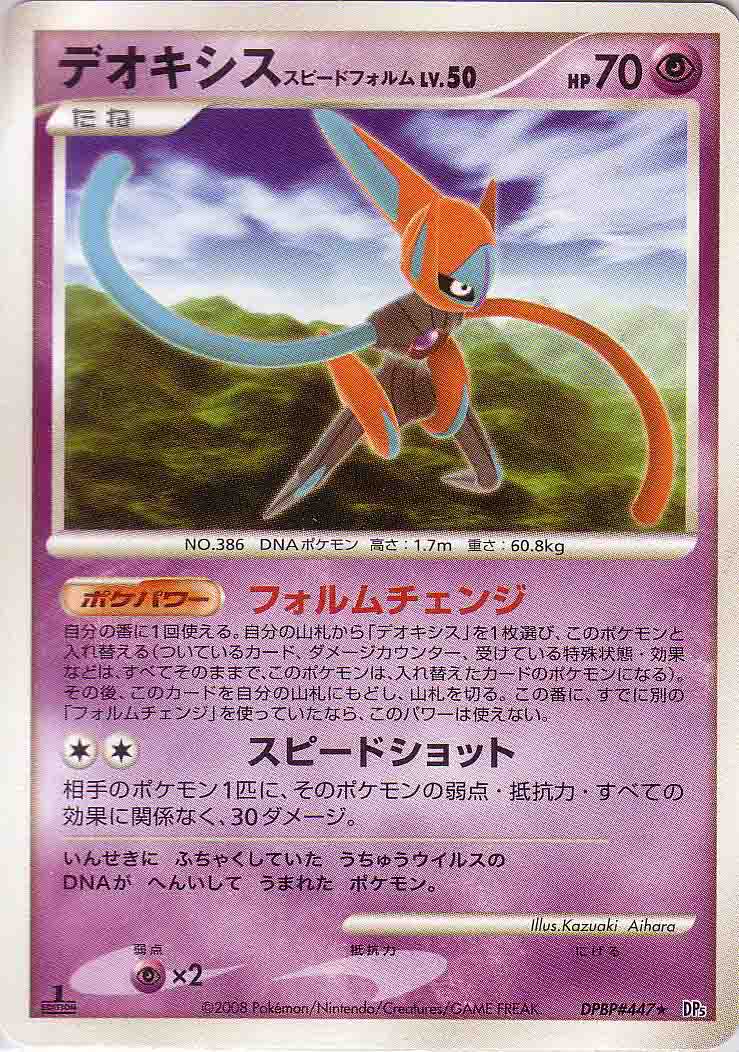 デオキシス スピードフォルム LV.50 HP 70
たね
NO.386 DNAポケモン 高さ:1.7m 重さ:60.8kg
ポケパワー フォルムチェンジ
自分の番に1回使える。自分の山札から「デオキシス」を1枚選び、このポケモンと
入れ替える(ついているカード、ダメージカウンター、受けている特殊状態・効果
などは、すべてそのままで、このポケモンは、入れ替えたカードのポケモンになる)。
その後、このカードを自分の山札にもどし、山札を切る。この番に、すでに別の
「フォルムチェンジ」を使っていたなら、このパワーは使えない。
スピードショット
相手のポケモン1匹に、そのポケモンの弱点・抵抗力・すべての
効果に関係なく、30ダメージ。
いんせきに ふちゃくしていた うちゅうウイルスの
DNAが へんいして うまれた ポケモン。
Illus.Kazuaki Aihara
弱点 抵抗力 にげる
×2
1 EDITION ©2008 Pokémon/Nintendo/Creatures/GAME FREAK. DPBP#447★ DPs